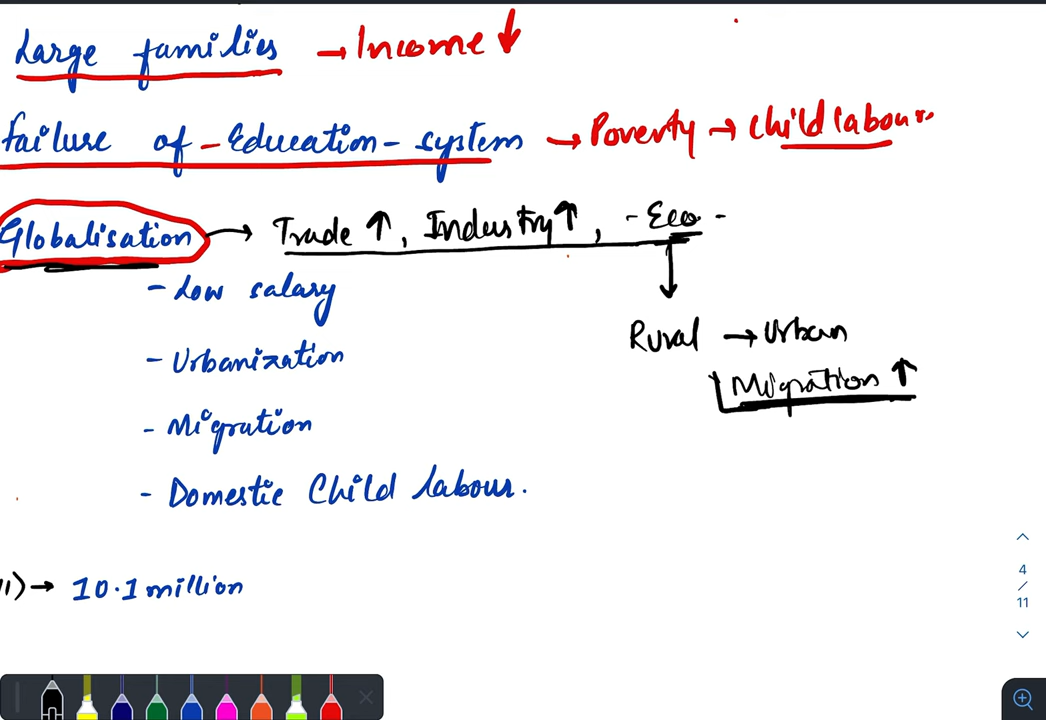 Large families → Income ↓
failure of - Education - system → Poverty → Child labour.
Globalisation → Trade ↑, Industry ↑, - Eco -
- Low salary
Rural → Urban
- Urbanization
Migration ↑
- Migration
- Domestic Child labour.
→ 10.1 million
4
/
11